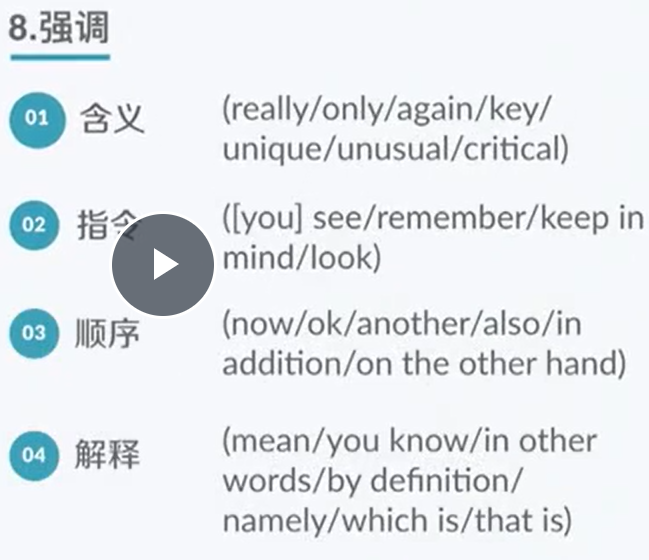 8.强调
01 含义 (really/only/again/key/
unique/unusual/critical)
02 指令 ([you] see/remember/keep in
mind/look)
03 顺序 (now/ok/another/also/in
addition/on the other hand)
04 解释 (mean/you know/in other
words/by definition/
namely/which is/that is)